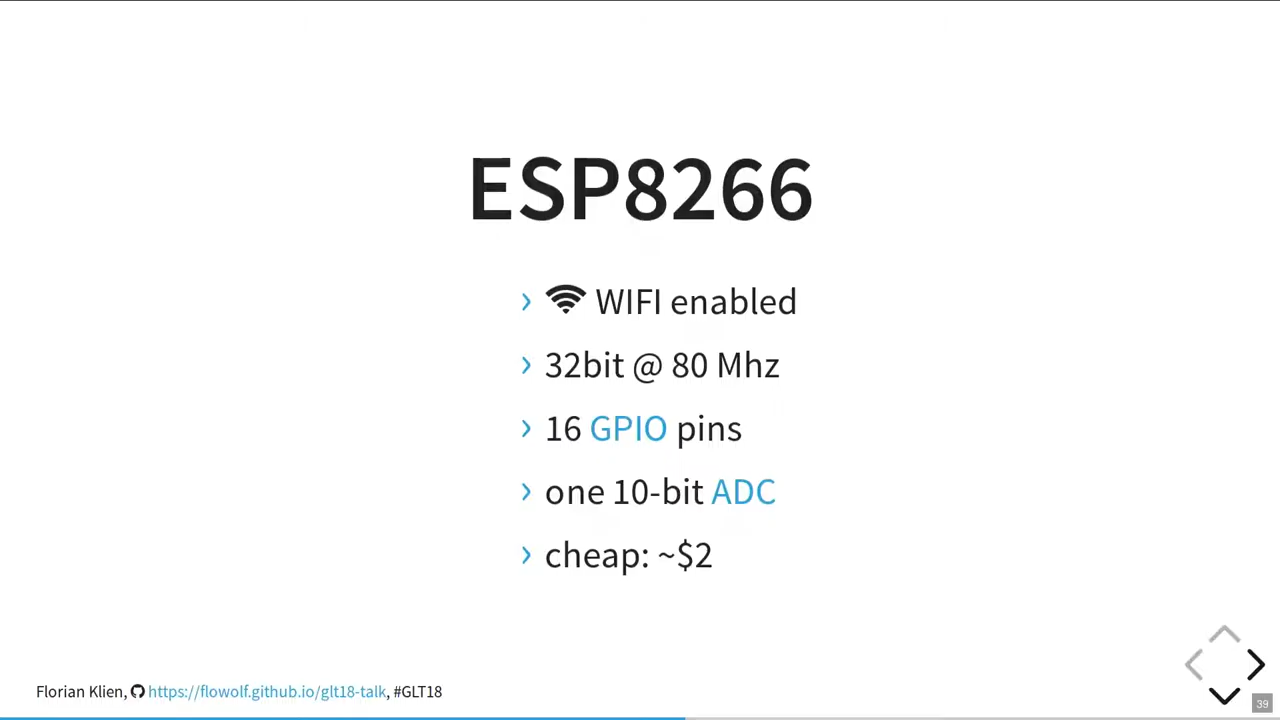 ESP8266
WIFI enabled
32bit @ 80 Mhz
16 GPIO pins
one 10-bit ADC
cheap: ~$2
Florian Klien, https://flowolf.github.io/glt18-talk, #GLT18
39